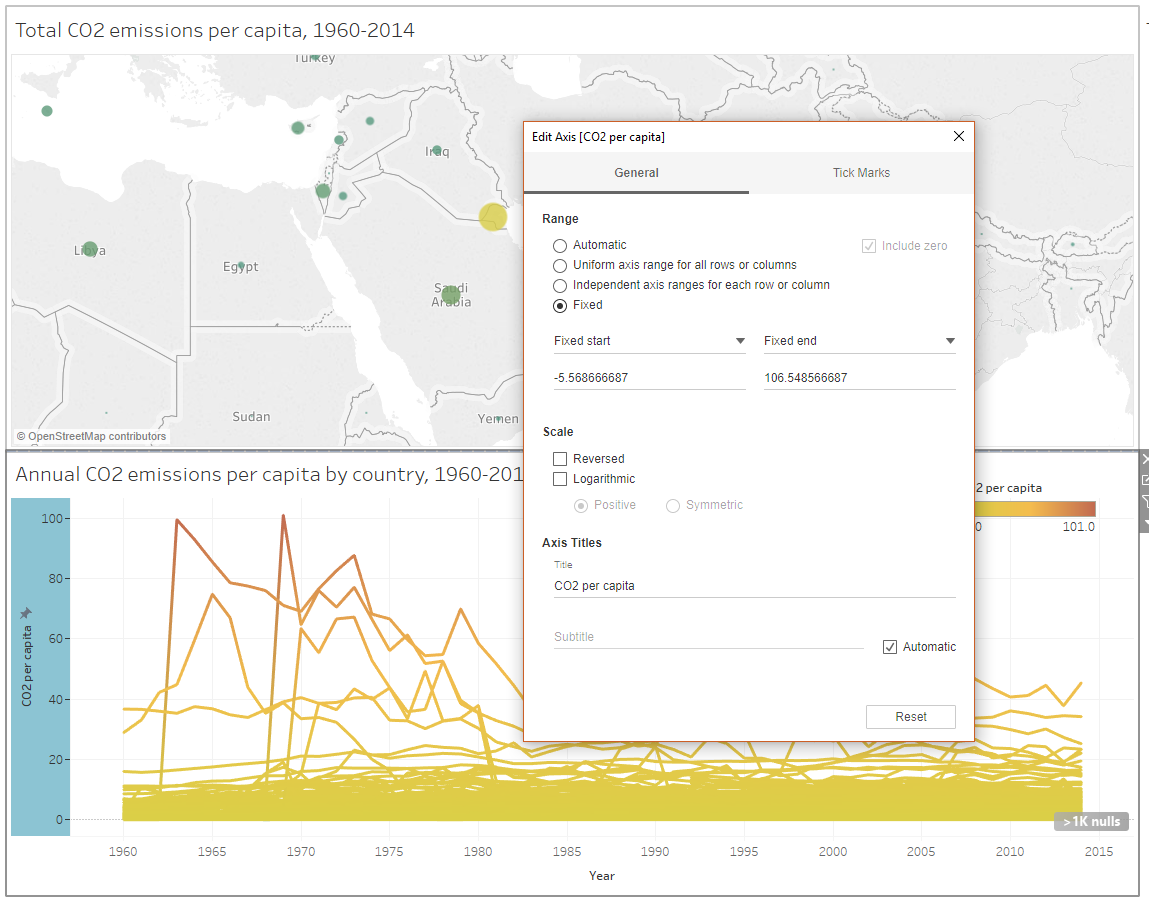 Total CO2 emissions per capita, 1960-2014
Turkey
Iraq
Libya
Egypt
Saudi
Arabia
Sudan
Yemen
© OpenStreetMap contributors
Edit Axis [CO2 per capita]
General
Tick Marks
Range
Automatic
Include zero
Uniform axis range for all rows or columns
Independent axis ranges for each row or column
Fixed
Fixed start
Fixed end
-5.568666687
106.548566687
Scale
Reversed
Logarithmic
Positive
Symmetric
Axis Titles
Title
CO2 per capita
Subtitle
Automatic
Reset
Annual CO2 emissions per capita by country, 1960-201
2 per capita
0
101.0
CO2 per capita
100
80
60
40
20
0
>1K nulls
1960
1965
1970
1975
1980
1985
1990
1995
2000
2005
2010
2015
Year